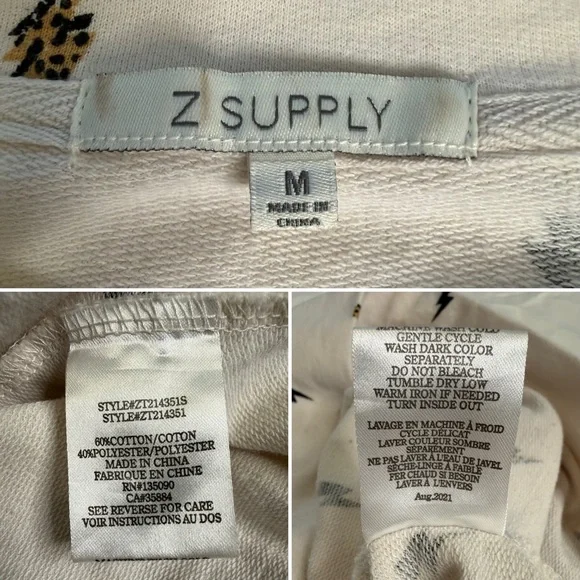 Z SUPPLY
M
MADE IN
CHINA
STYLE#ZT214351S
STYLE#ZT214351
60%COTTON/COTON
40%POLYESTER/POLYESTER
MADE IN CHINA
FABRIQUE EN CHINE
RN#135090
CA#35884
SEE REVERSE FOR CARE
VOIR INSTRUCTIONS AU DOS
MACHINE WASH COLD
GENTLE CYCLE
WASH DARK COLOR
SEPARATELY
DO NOT BLEACH
TUMBLE DRY LOW
WARM IRON IF NEEDED
TURN INSIDE OUT
LAVAGE EN MACHINE À FROID
CYCLE DÉLICAT
LAVER COULEUR SOMBRE
SÉPAREMENT
NE PAS LAVER À L'EAU DE JAVEL
SÈCHE-LINGE A FAIBLE
FER CHAUD SI BESOIN
LAVER À L'ENVERS
Aug.2021